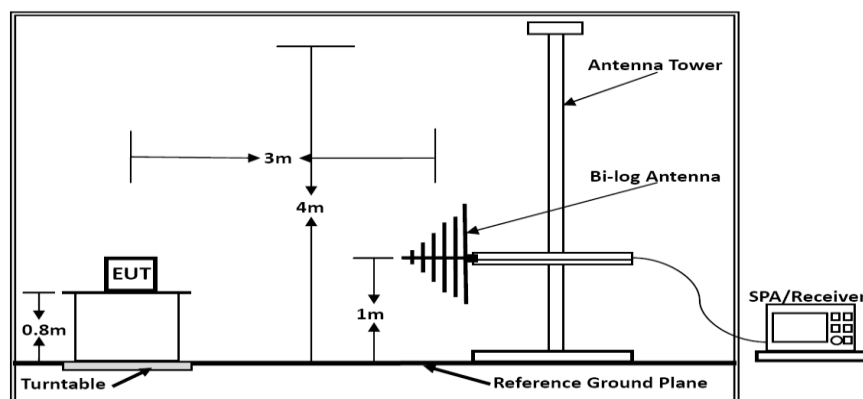 Antenna Tower
3m
Bi-log Antenna
4m
EUT
SPA/Receiver
0.8m
1m
Turntable
Reference Ground Plane